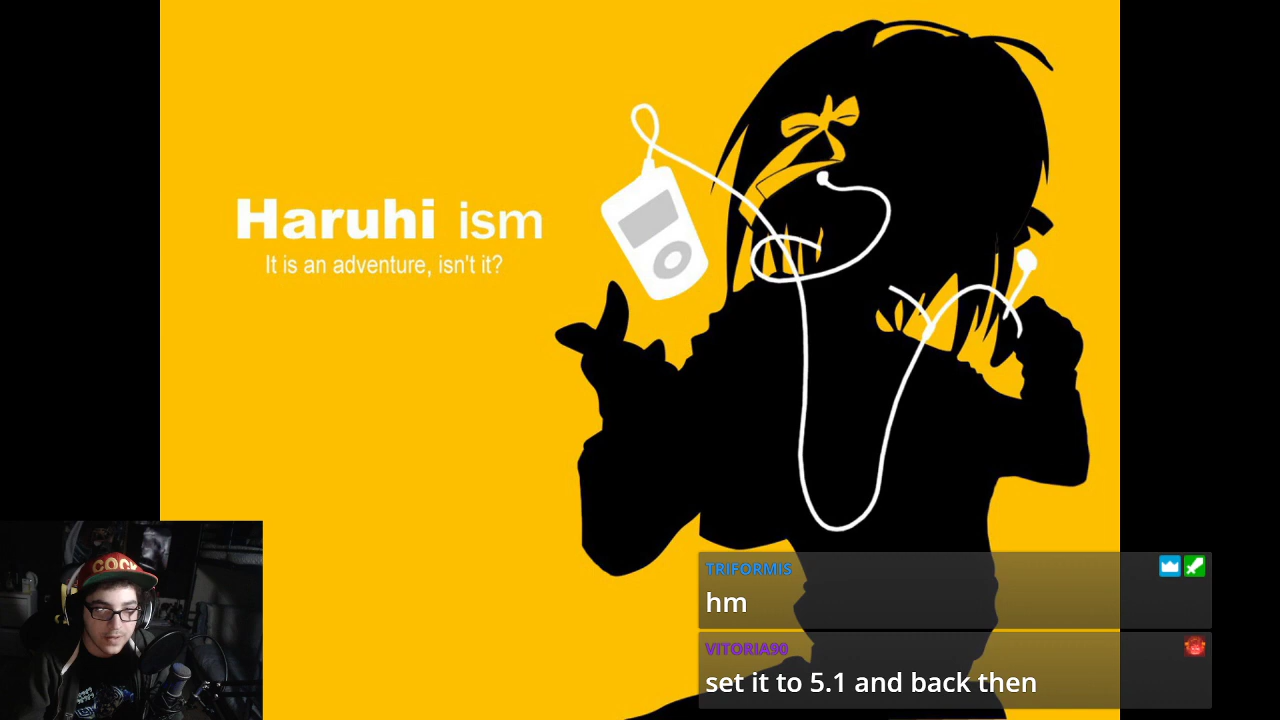 Haruhi ism
It is an adventure, isn't it?
COCK
TRIFORMIS
hm
VITORIA90
set it to 5.1 and back then